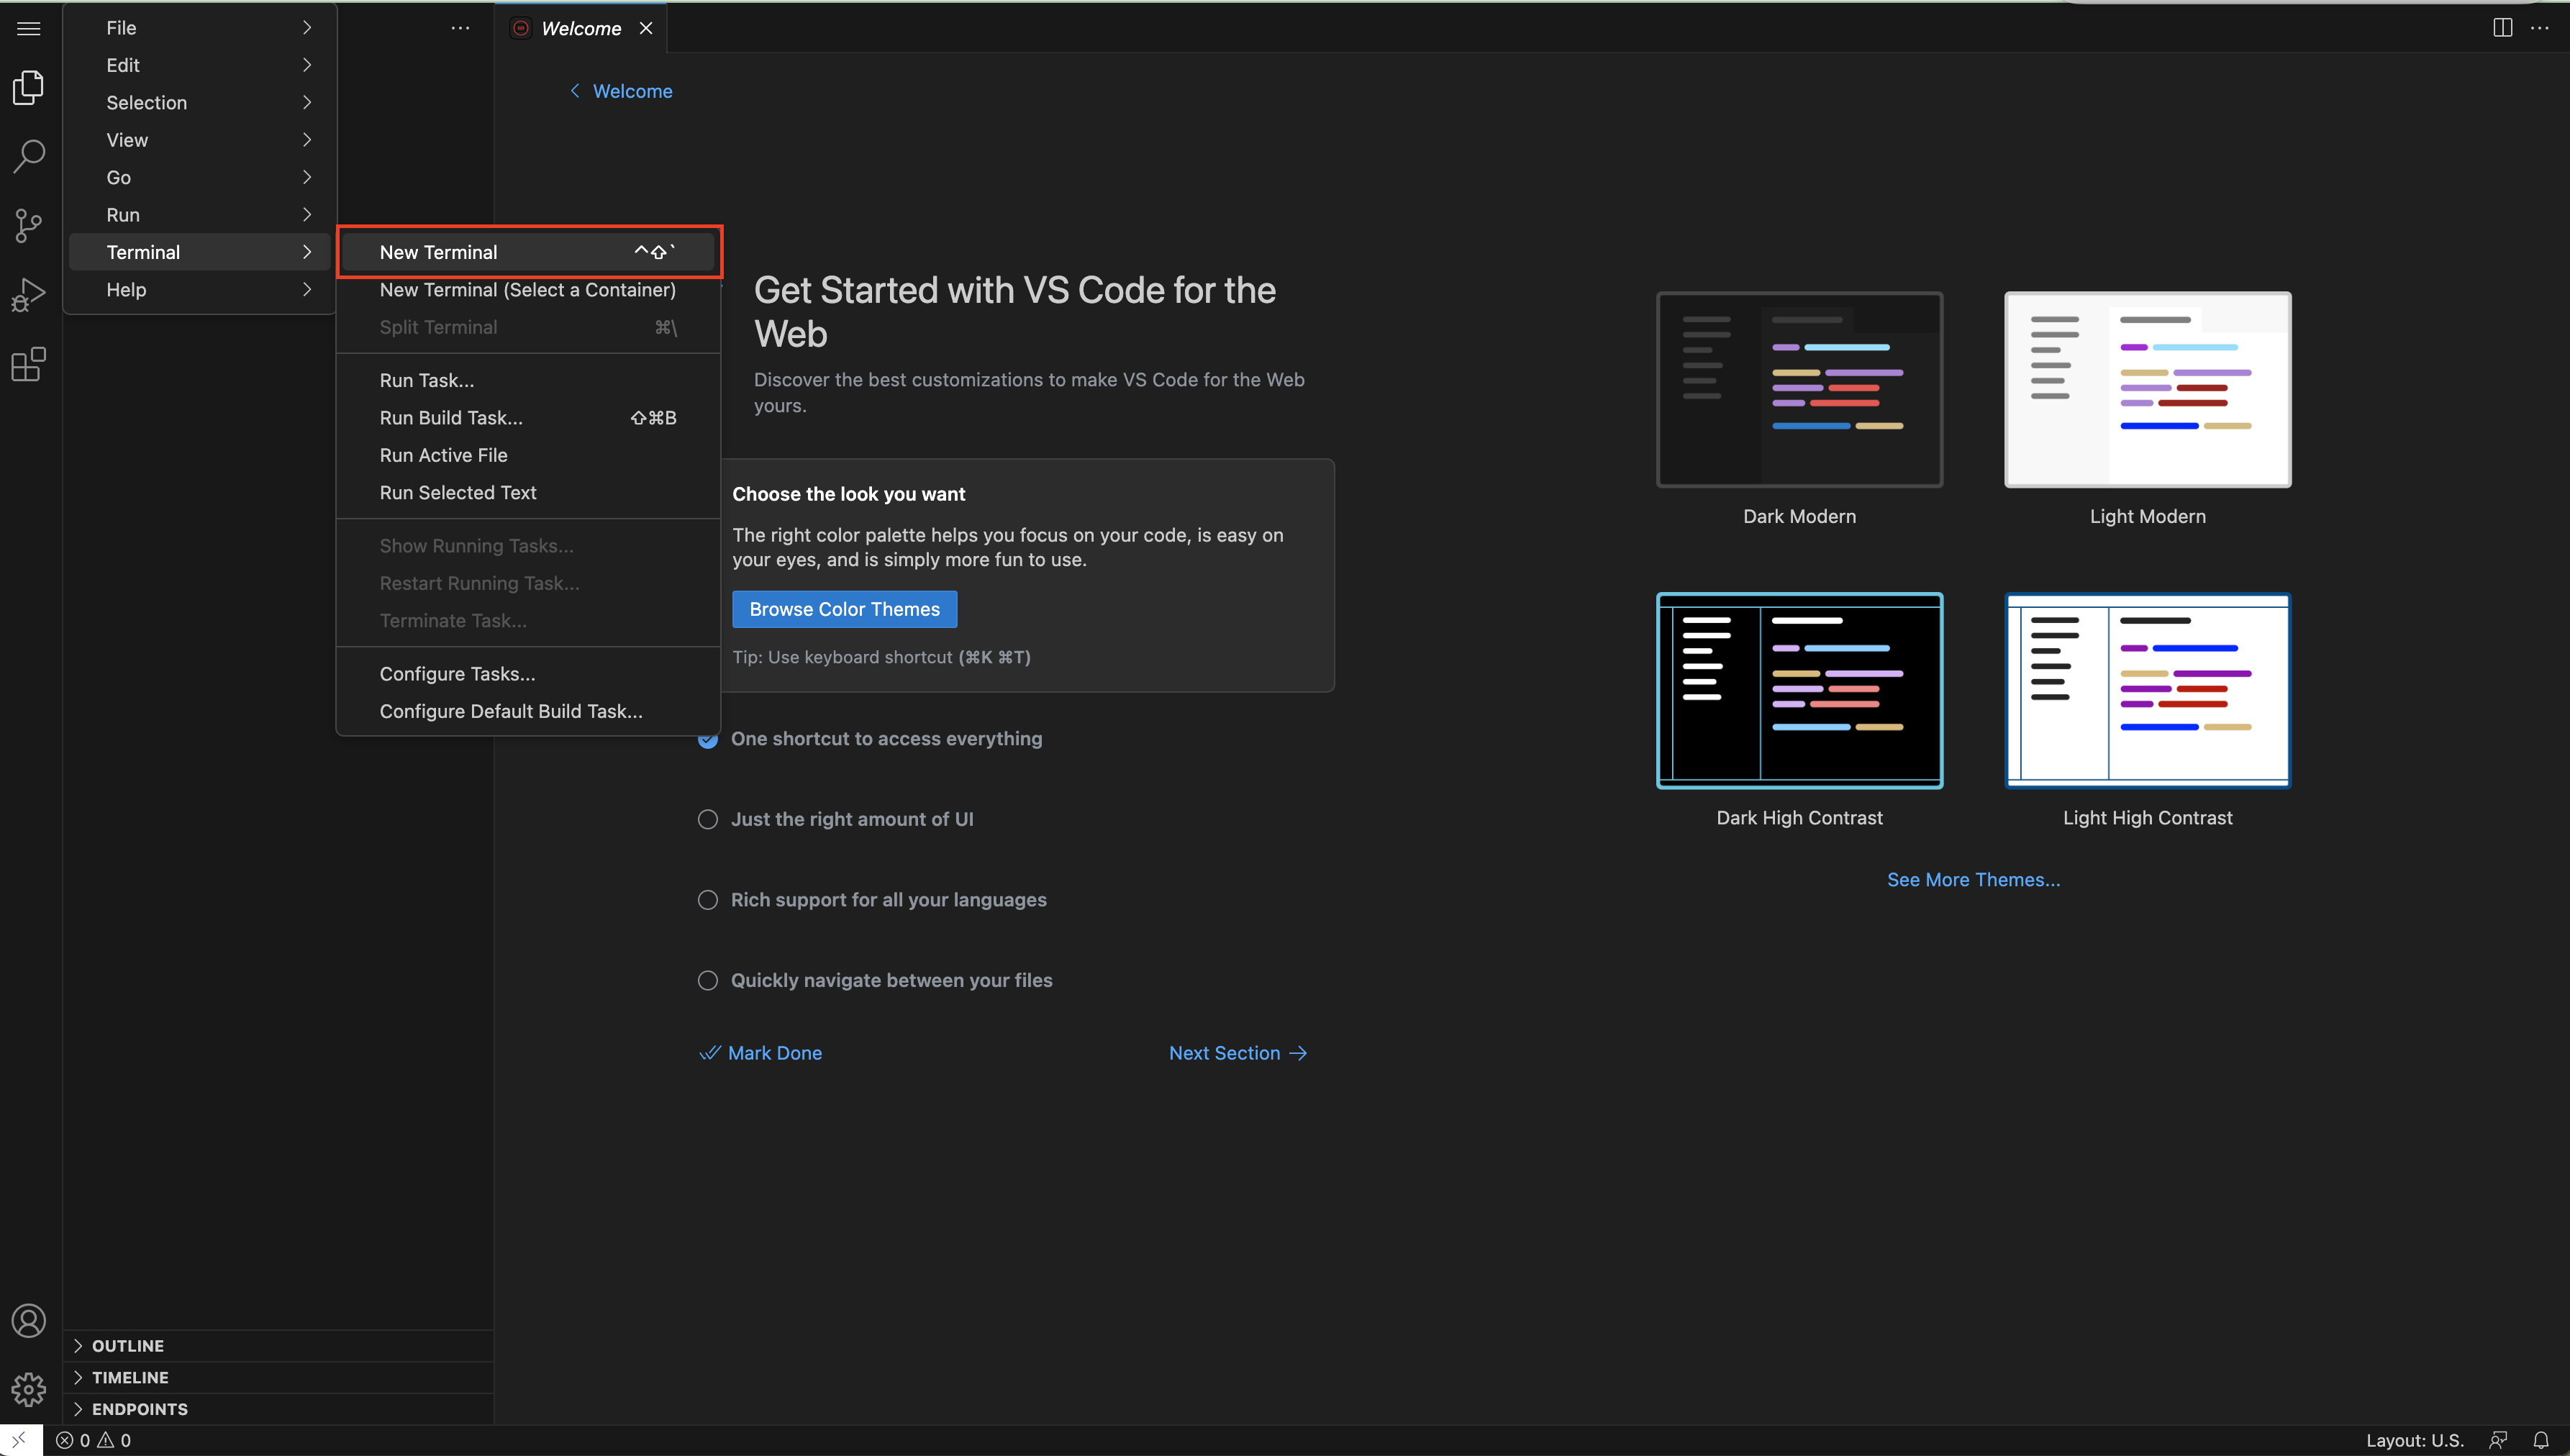 File
Edit
Selection
View
Go
Run
Terminal
Help
New Terminal ^⇧`
New Terminal (Select a Container)
Split Terminal ⌘\
Run Task...
Run Build Task... ⇧⌘B
Run Active File
Run Selected Text
Show Running Tasks...
Restart Running Task...
Terminate Task...
Configure Tasks...
Configure Default Build Task...
Welcome
Welcome
Get Started with VS Code for the
Web
Discover the best customizations to make VS Code for the Web
yours.
Choose the look you want
The right color palette helps you focus on your code, is easy on
your eyes, and is simply more fun to use.
Browse Color Themes
Tip: Use keyboard shortcut (⌘K ⌘T)
One shortcut to access everything
Just the right amount of UI
Rich support for all your languages
Quickly navigate between your files
Mark Done
Next Section
Dark Modern
Light Modern
Dark High Contrast
Light High Contrast
See More Themes...
OUTLINE
TIMELINE
ENDPOINTS
0 0
Layout: U.S.